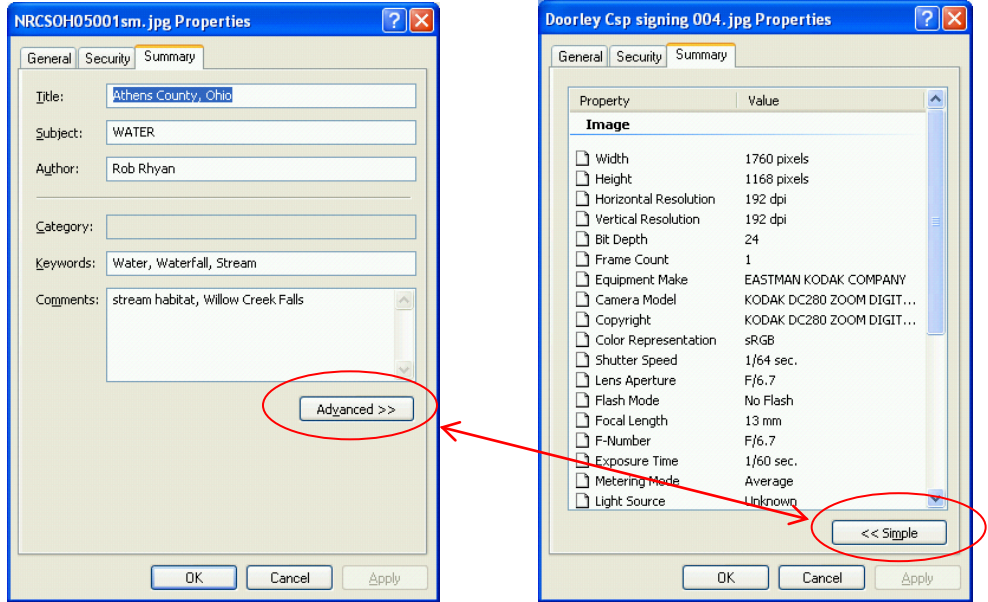 NRCSOH05001sm.jpg Properties
General Security Summary
Title: Athens County, Ohio
Subject: WATER
Author: Rob Rhyan
Category:
Keywords: Water, Waterfall, Stream
Comments: stream habitat, Willow Creek Falls
Advanced >>
OK Cancel Apply
Doorley Csp signing 004.jpg Properties
General Security Summary
Property Value
Image
Width 1760 pixels
Height 1168 pixels
Horizontal Resolution 192 dpi
Vertical Resolution 192 dpi
Bit Depth 24
Frame Count 1
Equipment Make EASTMAN KODAK COMPANY
Camera Model KODAK DC280 ZOOM DIGIT...
Copyright KODAK DC280 ZOOM DIGIT...
Color Representation sRGB
Shutter Speed 1/64 sec.
Lens Aperture F/6.7
Flash Mode No Flash
Focal Length 13 mm
F-Number F/6.7
Exposure Time 1/60 sec.
Metering Mode Average
Light Source Unknown
<< Simple
OK Cancel Apply